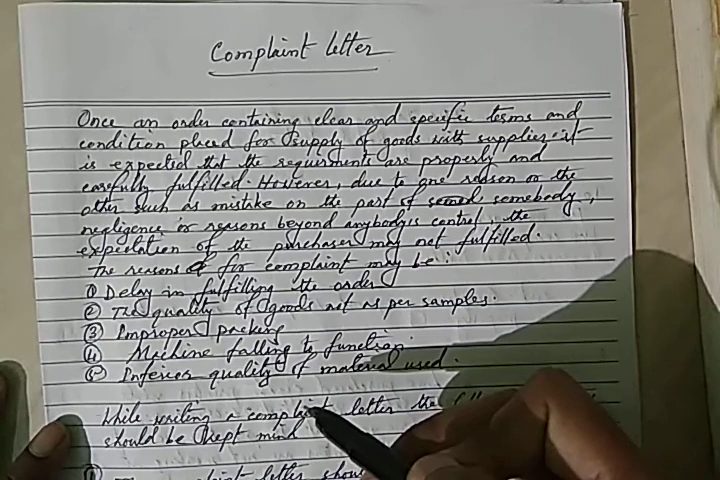 Complaint letter
Once an order containing clear and specific terms and
condition placed for supply of goods with supplier it
is expected that the requirments are properly and
carefully fulfilled. However, due to one reason or the
other such as mistake on the part of somebody,
negligence or reasons beyond anybody's control, the
expectation of the purchaser may not fulfilled.
The reasons for complaint may be:
① Delay in fulfilling the order
② The quality of goods not as per samples.
③ Improper packing
④ Machine falling to function.
⑤ Inferior quality of material used.
While writing a complaint letter the
should be kept mind
① letter